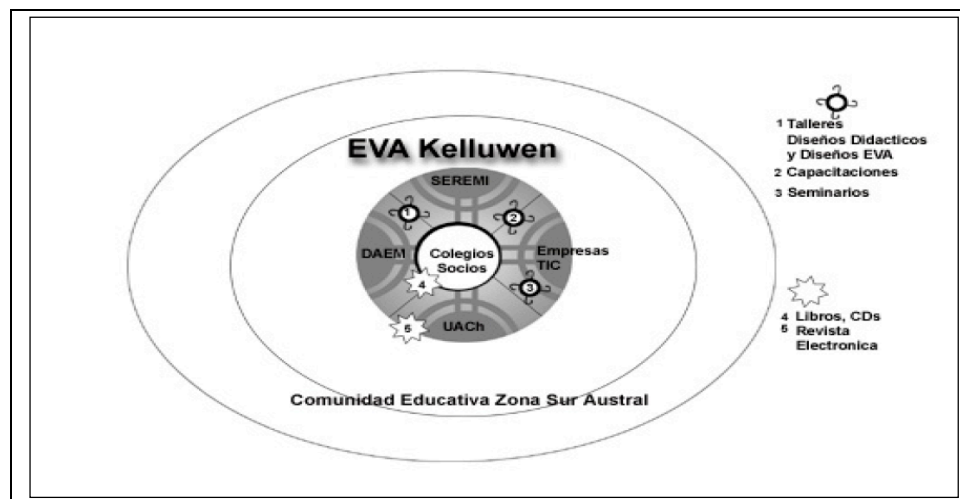 EVA Kelluwen
SEREMI
1
2
DAEM
Colegios
Socios
Empresas
TIC
4
3
5
UACh
Comunidad Educativa Zona Sur Austral
1 Talleres
Diseños Didacticos
y Diseños EVA
2 Capacitaciones
3 Seminarios
4 Libros, CDs
5 Revista
Electronica